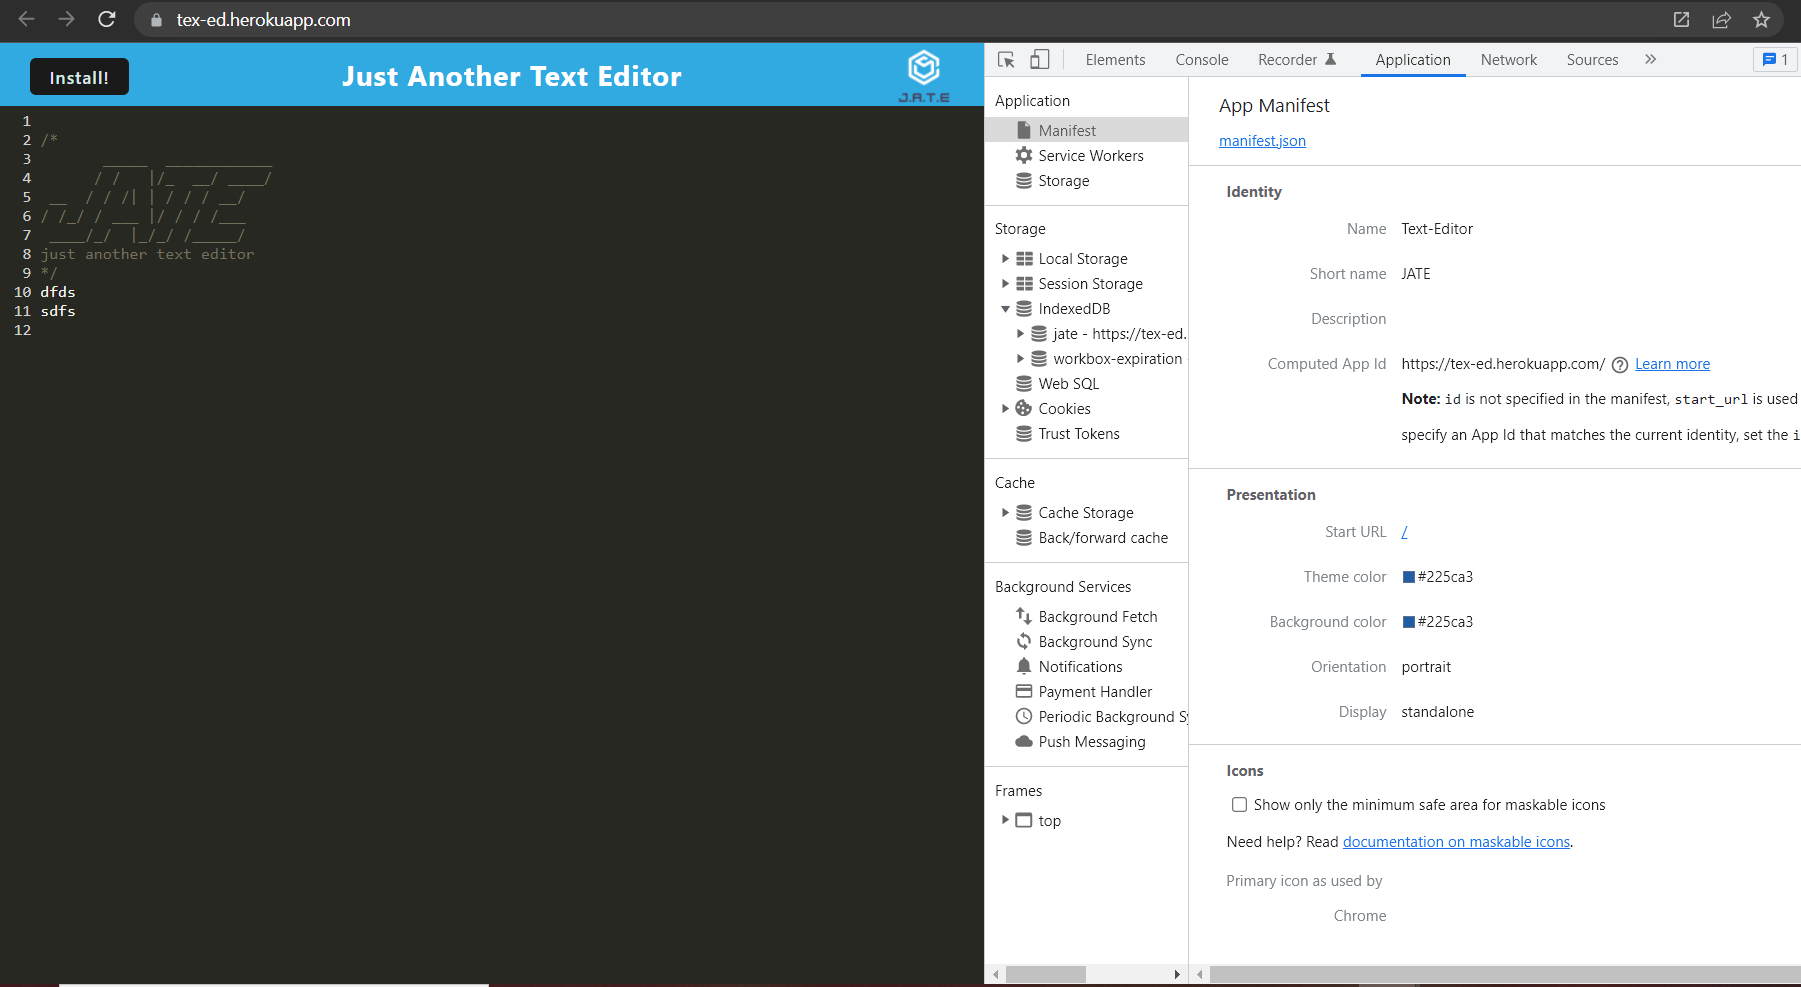 tex-ed.herokuapp.com
Install!
Just Another Text Editor
J.A.T.E
1
2 /*
3         _____  ____________
4       / /   |/_  __/ ____/
5  __  / / /| | / / / __/
6 / /_/ / ___ |/ / / /___
7  ____/_/  |_/_/ /_____/
8 just another text editor
9 */
10 dfds
11 sdfs
12
Elements Console Recorder Application Network Sources » 1
Application
Manifest
Service Workers
Storage
Storage
Local Storage
Session Storage
IndexedDB
jate - https://tex-ed.
workbox-expiration
Web SQL
Cookies
Trust Tokens
Cache
Cache Storage
Back/forward cache
Background Services
Background Fetch
Background Sync
Notifications
Payment Handler
Periodic Background Sy
Push Messaging
Frames
top
App Manifest
manifest.json
Identity
Name Text-Editor
Short name JATE
Description
Computed App Id https://tex-ed.herokuapp.com/ ? Learn more
Note: id is not specified in the manifest, start_url is used
specify an App Id that matches the current identity, set the i
Presentation
Start URL /
Theme color #225ca3
Background color #225ca3
Orientation portrait
Display standalone
Icons
Show only the minimum safe area for maskable icons
Need help? Read documentation on maskable icons.
Primary icon as used by
Chrome